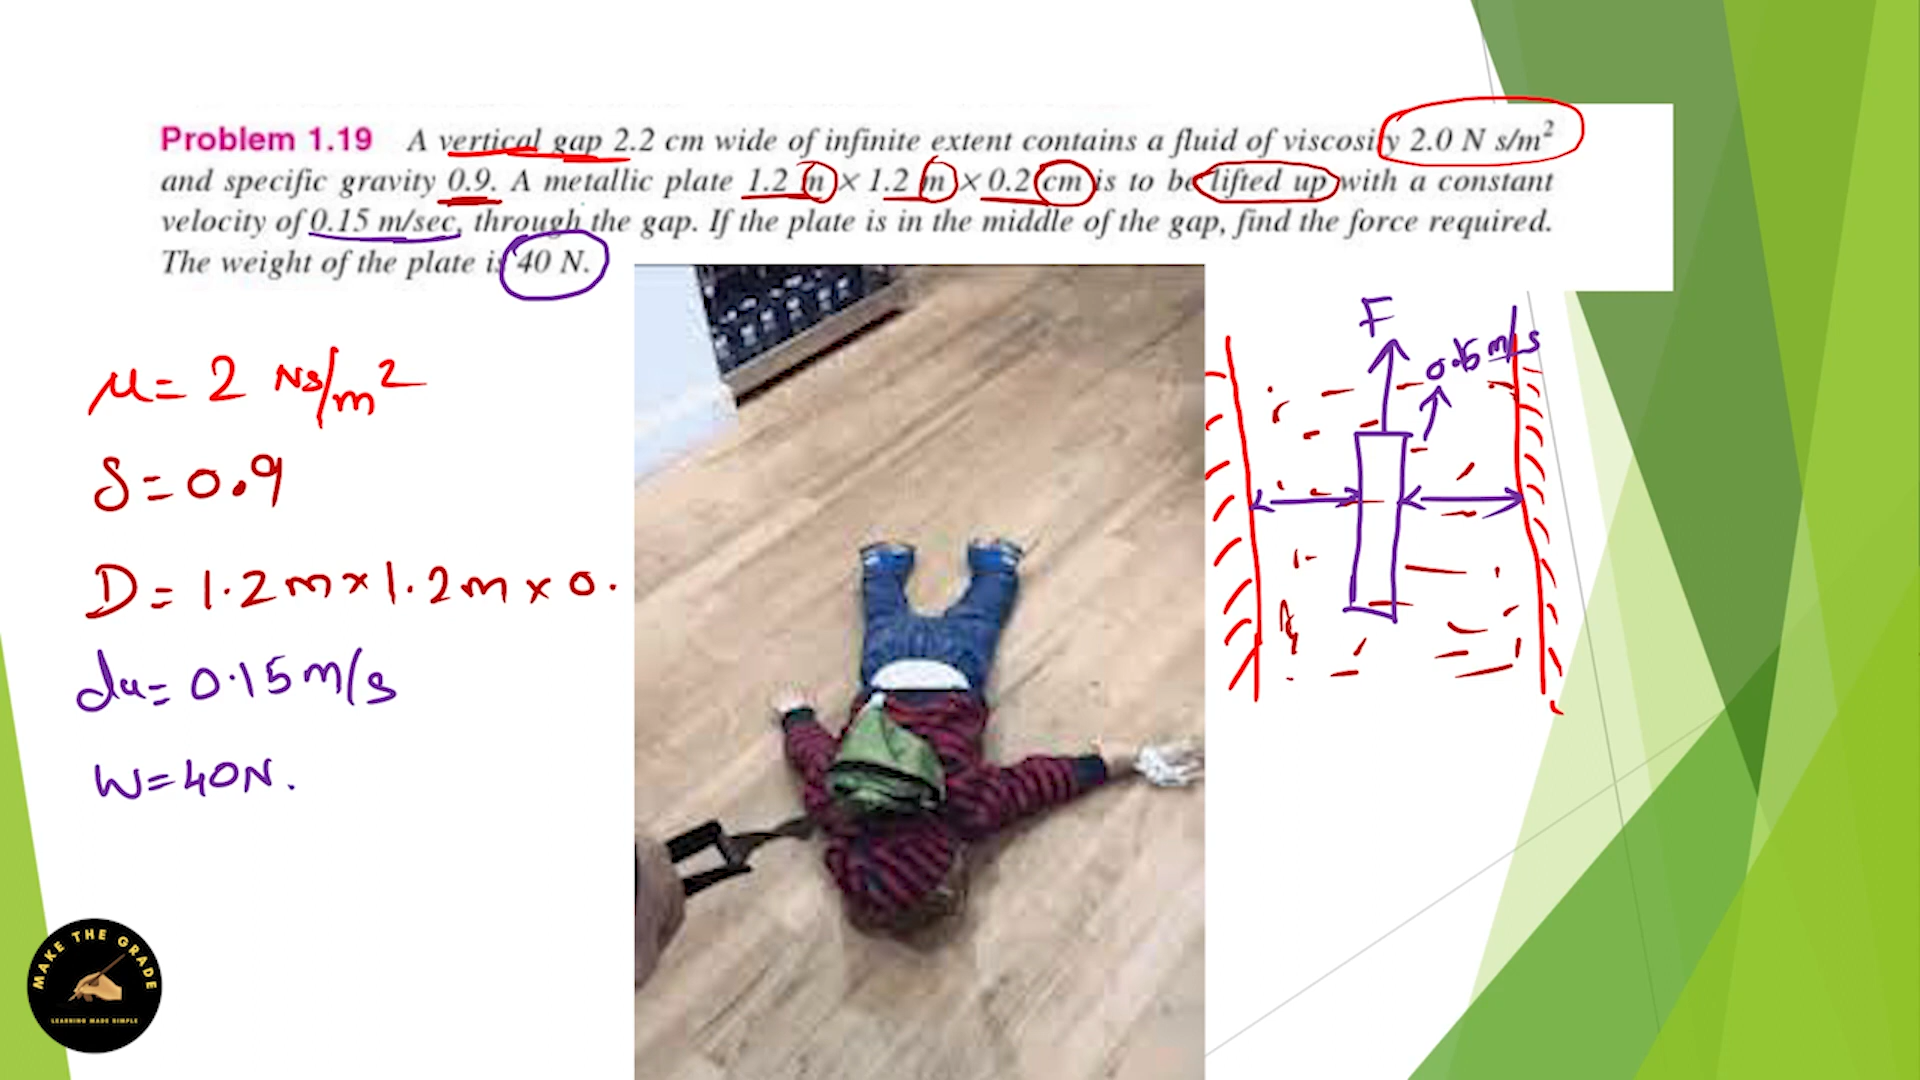 Problem 1.19 A vertical gap 2.2 cm wide of infinite extent contains a fluid of viscosity 2.0 N s/m²
and specific gravity 0.9. A metallic plate 1.2 m × 1.2 m × 0.2 cm is to be lifted up with a constant
velocity of 0.15 m/sec, through the gap. If the plate is in the middle of the gap, find the force required.
The weight of the plate is 40 N.
F
0.15 m/s
μ = 2 Ns/m²
S = 0.9
D = 1.2m × 1.2m × 0.
du = 0.15 m/s
W = 40N.
MAKE THE GRADE
LEARNING MADE SIMPLE